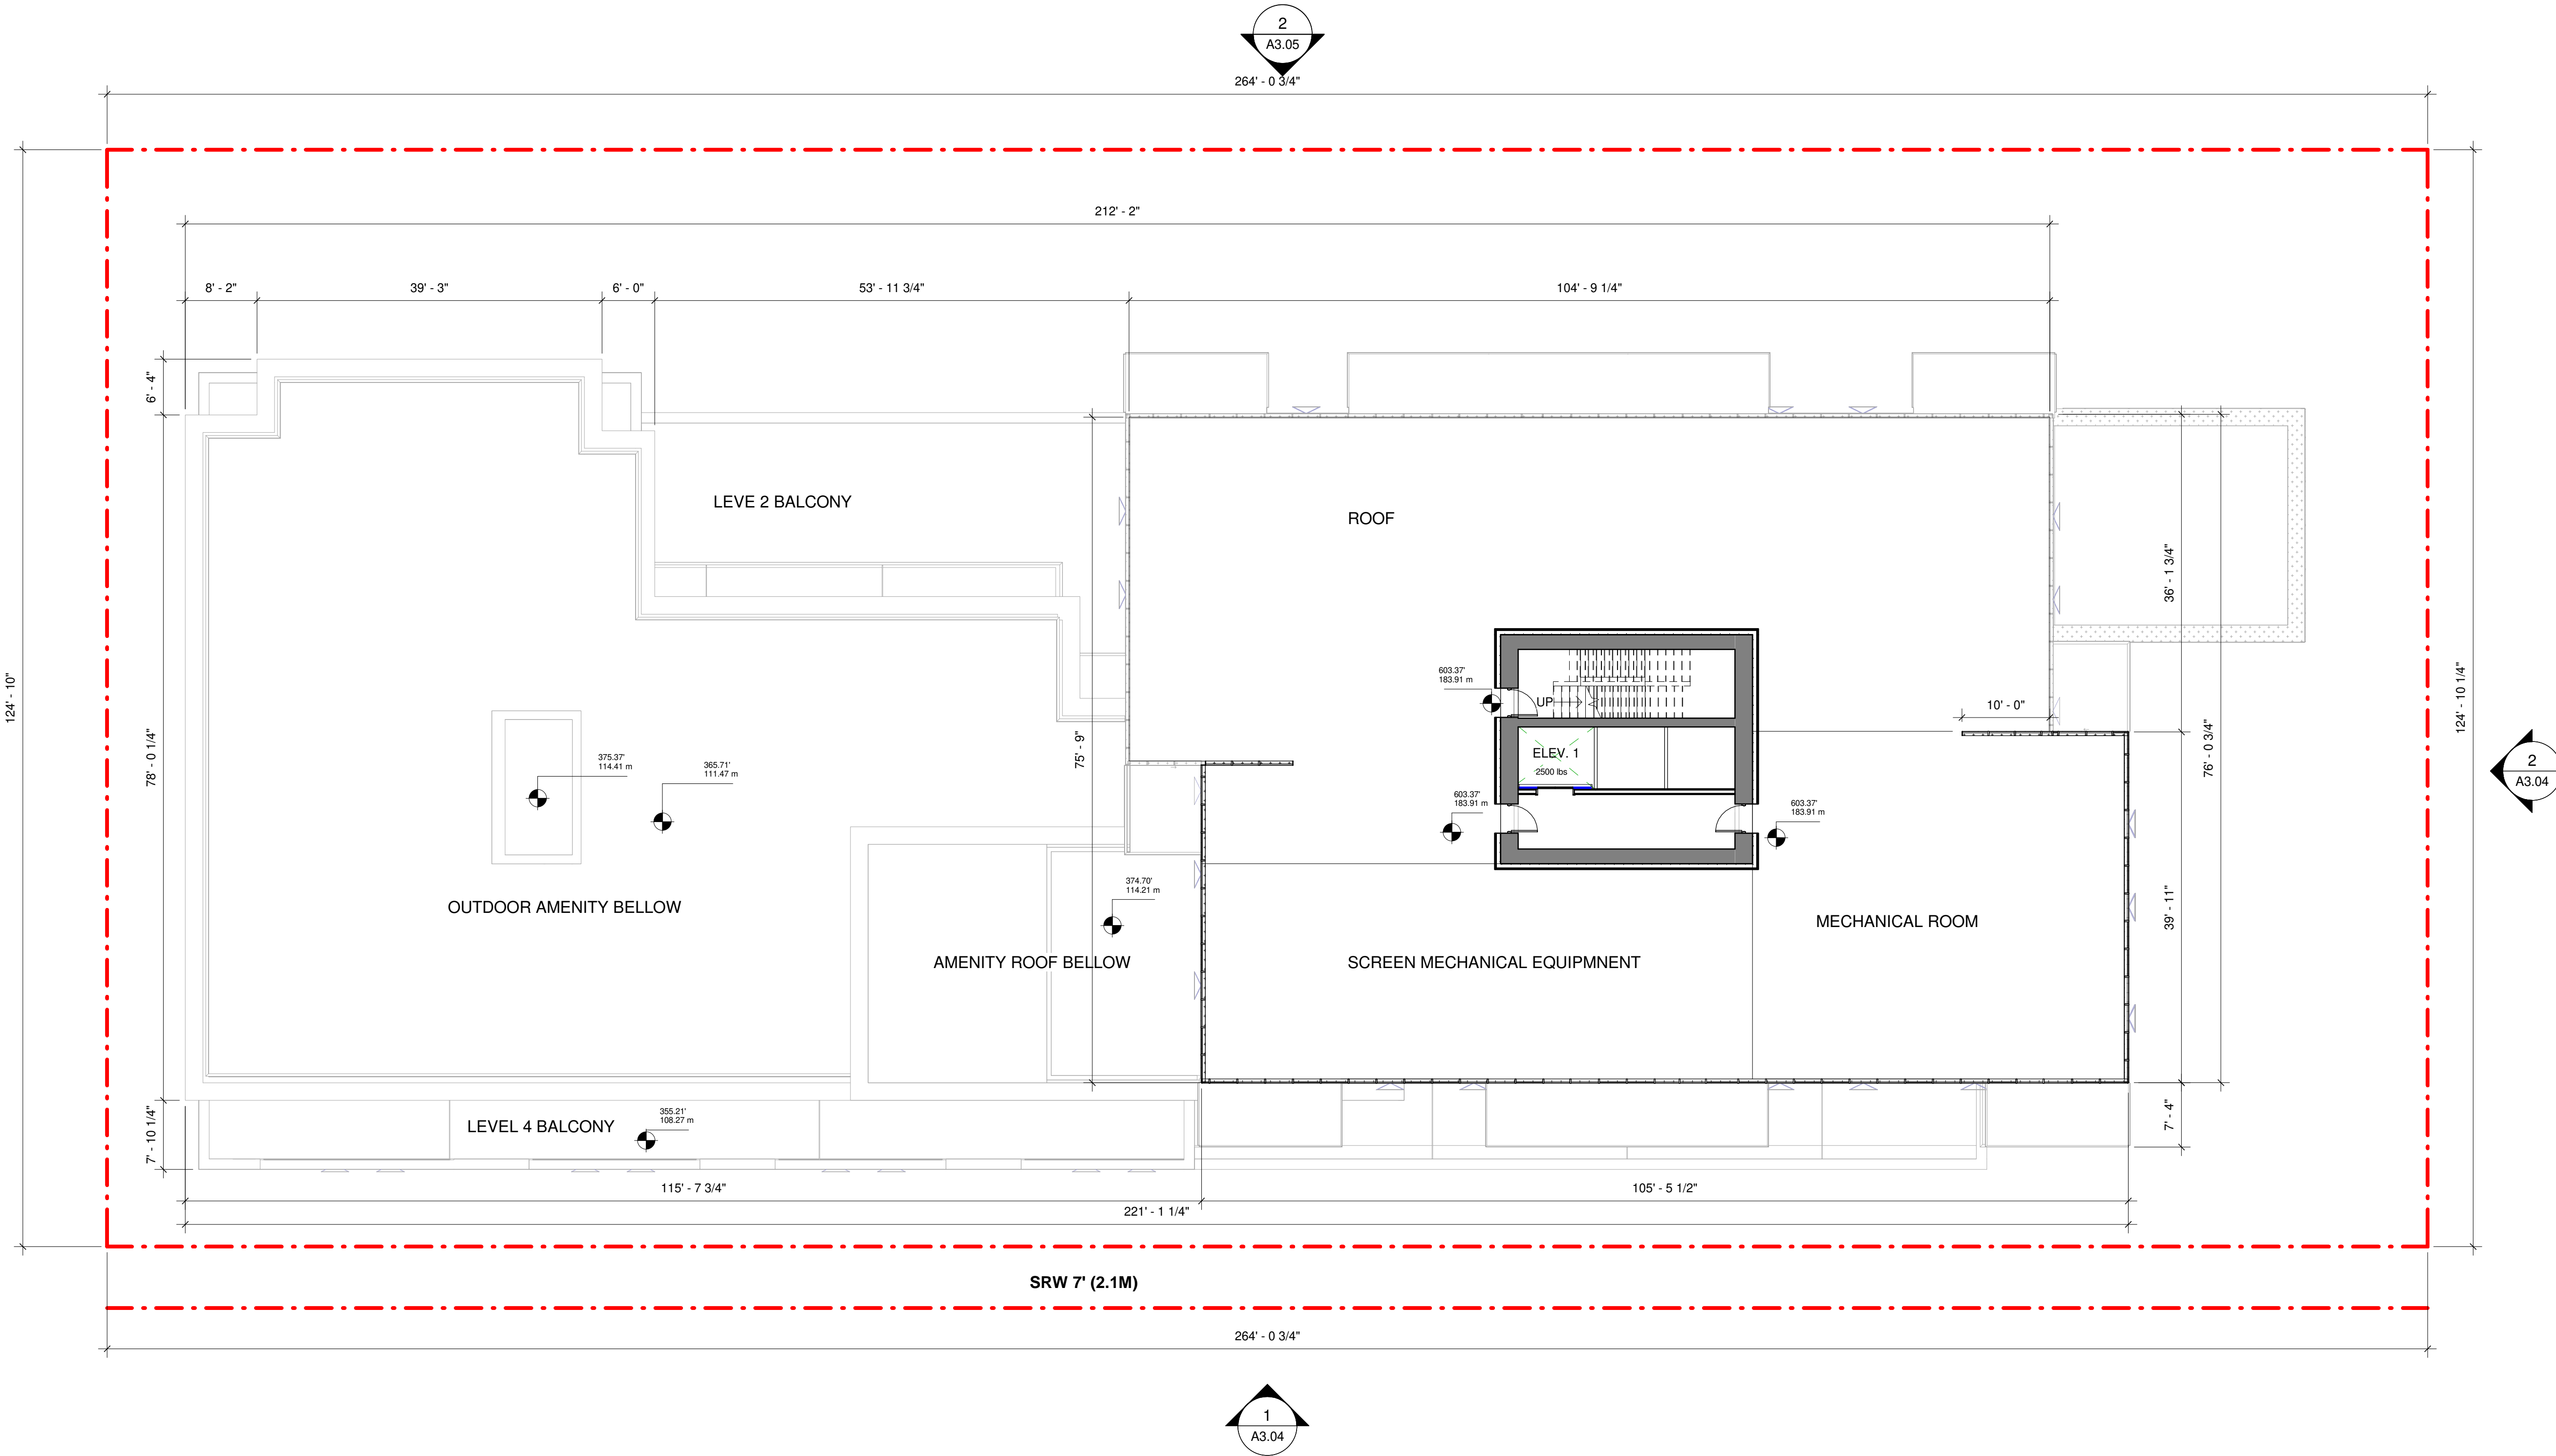 2
A3.05
264' - 0 3/4"
212' - 2"
8' - 2"
39' - 3"
6' - 0"
53' - 11 3/4"
104' - 9 1/4"
6' - 4"
LEVE 2 BALCONY
ROOF
36' - 1 3/4"
124' - 10"
78' - 0 1/4"
75' - 9"
603.37'
183.91 m
UP
10' - 0"
76' - 0 3/4"
124' - 10 1/4"
375.37'
114.41 m
365.71'
111.47 m
ELEV. 1
2500 lbs
2
A3.04
603.37'
183.91 m
603.37'
183.91 m
374.70'
114.21 m
OUTDOOR AMENITY BELLOW
MECHANICAL ROOM
39' - 11"
AMENITY ROOF BELLOW
SCREEN MECHANICAL EQUIPMNENT
7' - 10 1/4"
LEVEL 4 BALCONY
355.21'
108.27 m
7' - 4"
115' - 7 3/4"
105' - 5 1/2"
221' - 1 1/4"
SRW 7' (2.1M)
264' - 0 3/4"
1
A3.04